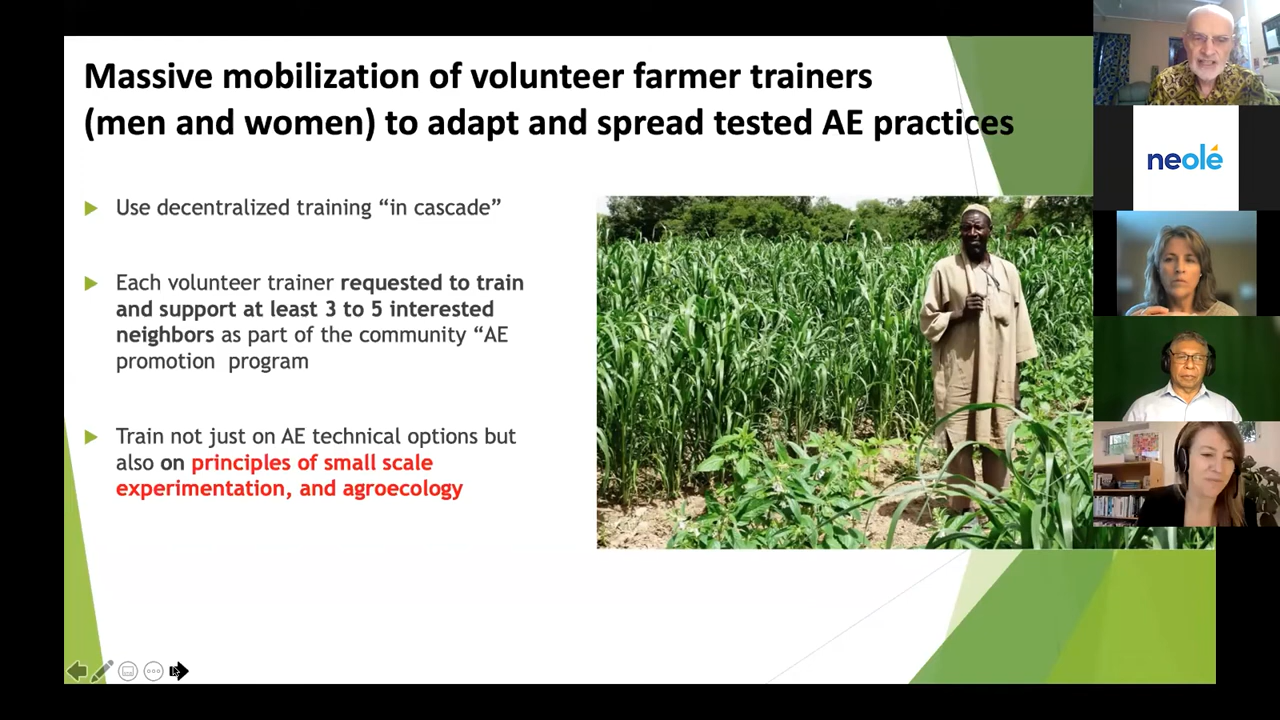 Massive mobilization of volunteer farmer trainers
(men and women) to adapt and spread tested AE practices
Use decentralized training “in cascade”
Each volunteer trainer requested to train
and support at least 3 to 5 interested
neighbors as part of the community “AE
promotion program
Train not just on AE technical options but
also on principles of small scale
experimentation, and agroecology
neolé